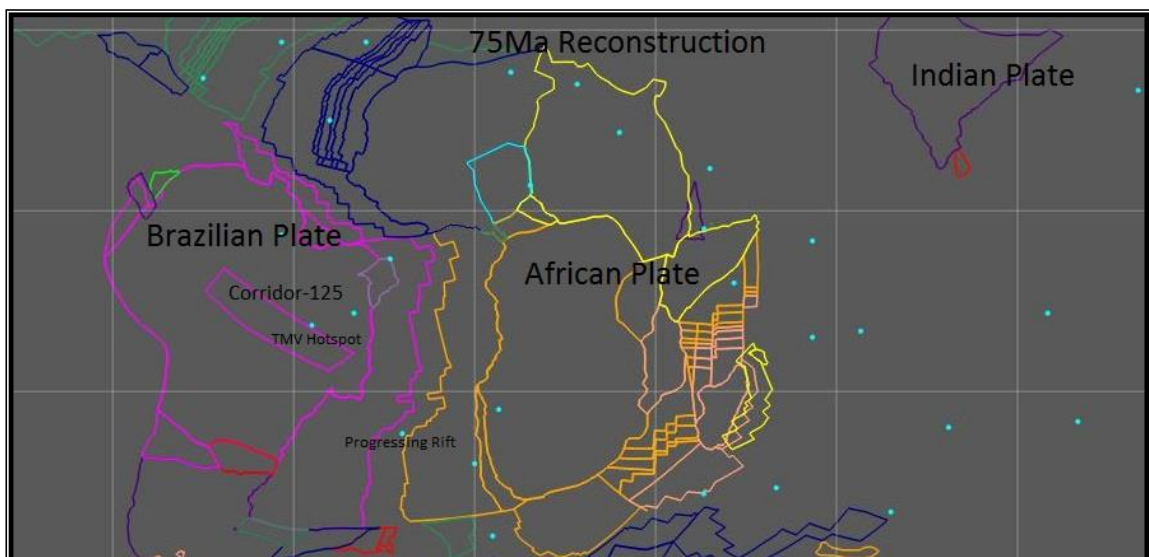 75Ma Reconstruction
Indian Plate
Brazilian Plate
African Plate
Corridor-125
TMV Hotspot
Progressing Rift